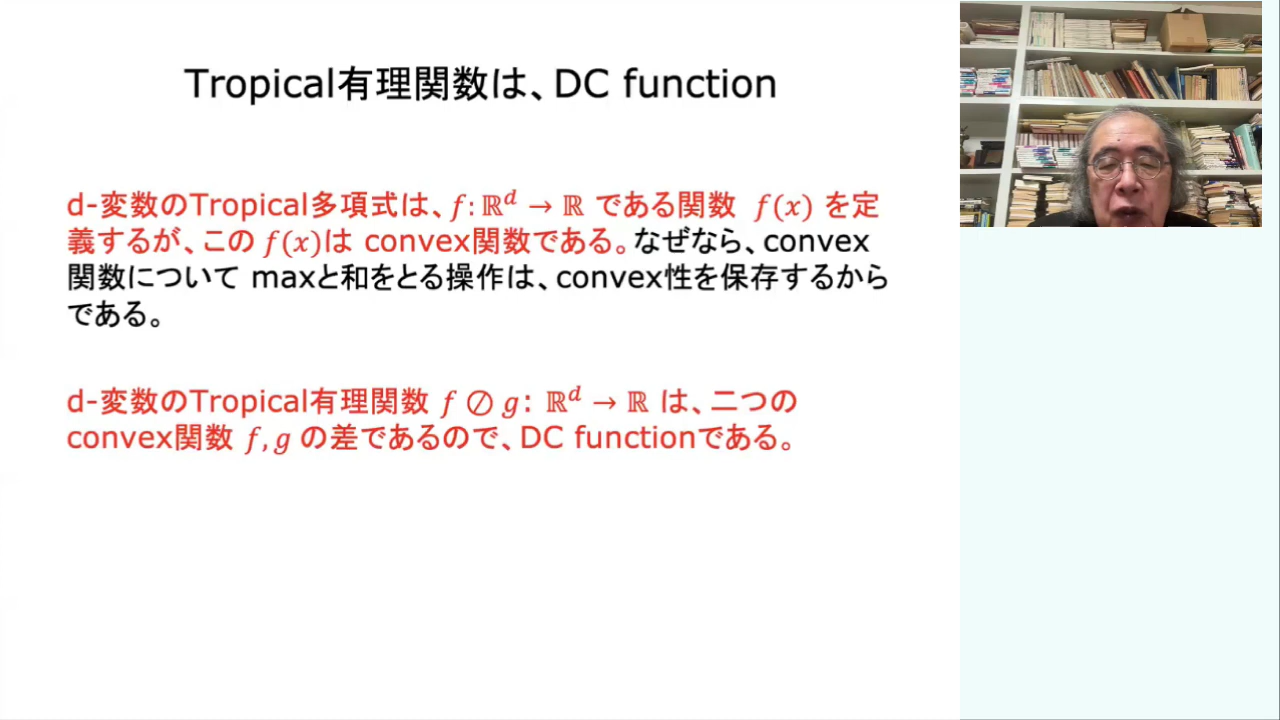 Tropical有理関数は、DC function
d-変数のTropical多項式は、f: ℝᵈ → ℝ である関数 f(x) を定
義するが、この f(x)は convex関数である。なぜなら、convex
関数について maxと和をとる操作は、convex性を保存するから
である。
d-変数のTropical有理関数 f ⊘ g: ℝᵈ → ℝ は、二つの
convex関数 f, g の差であるので、DC functionである。